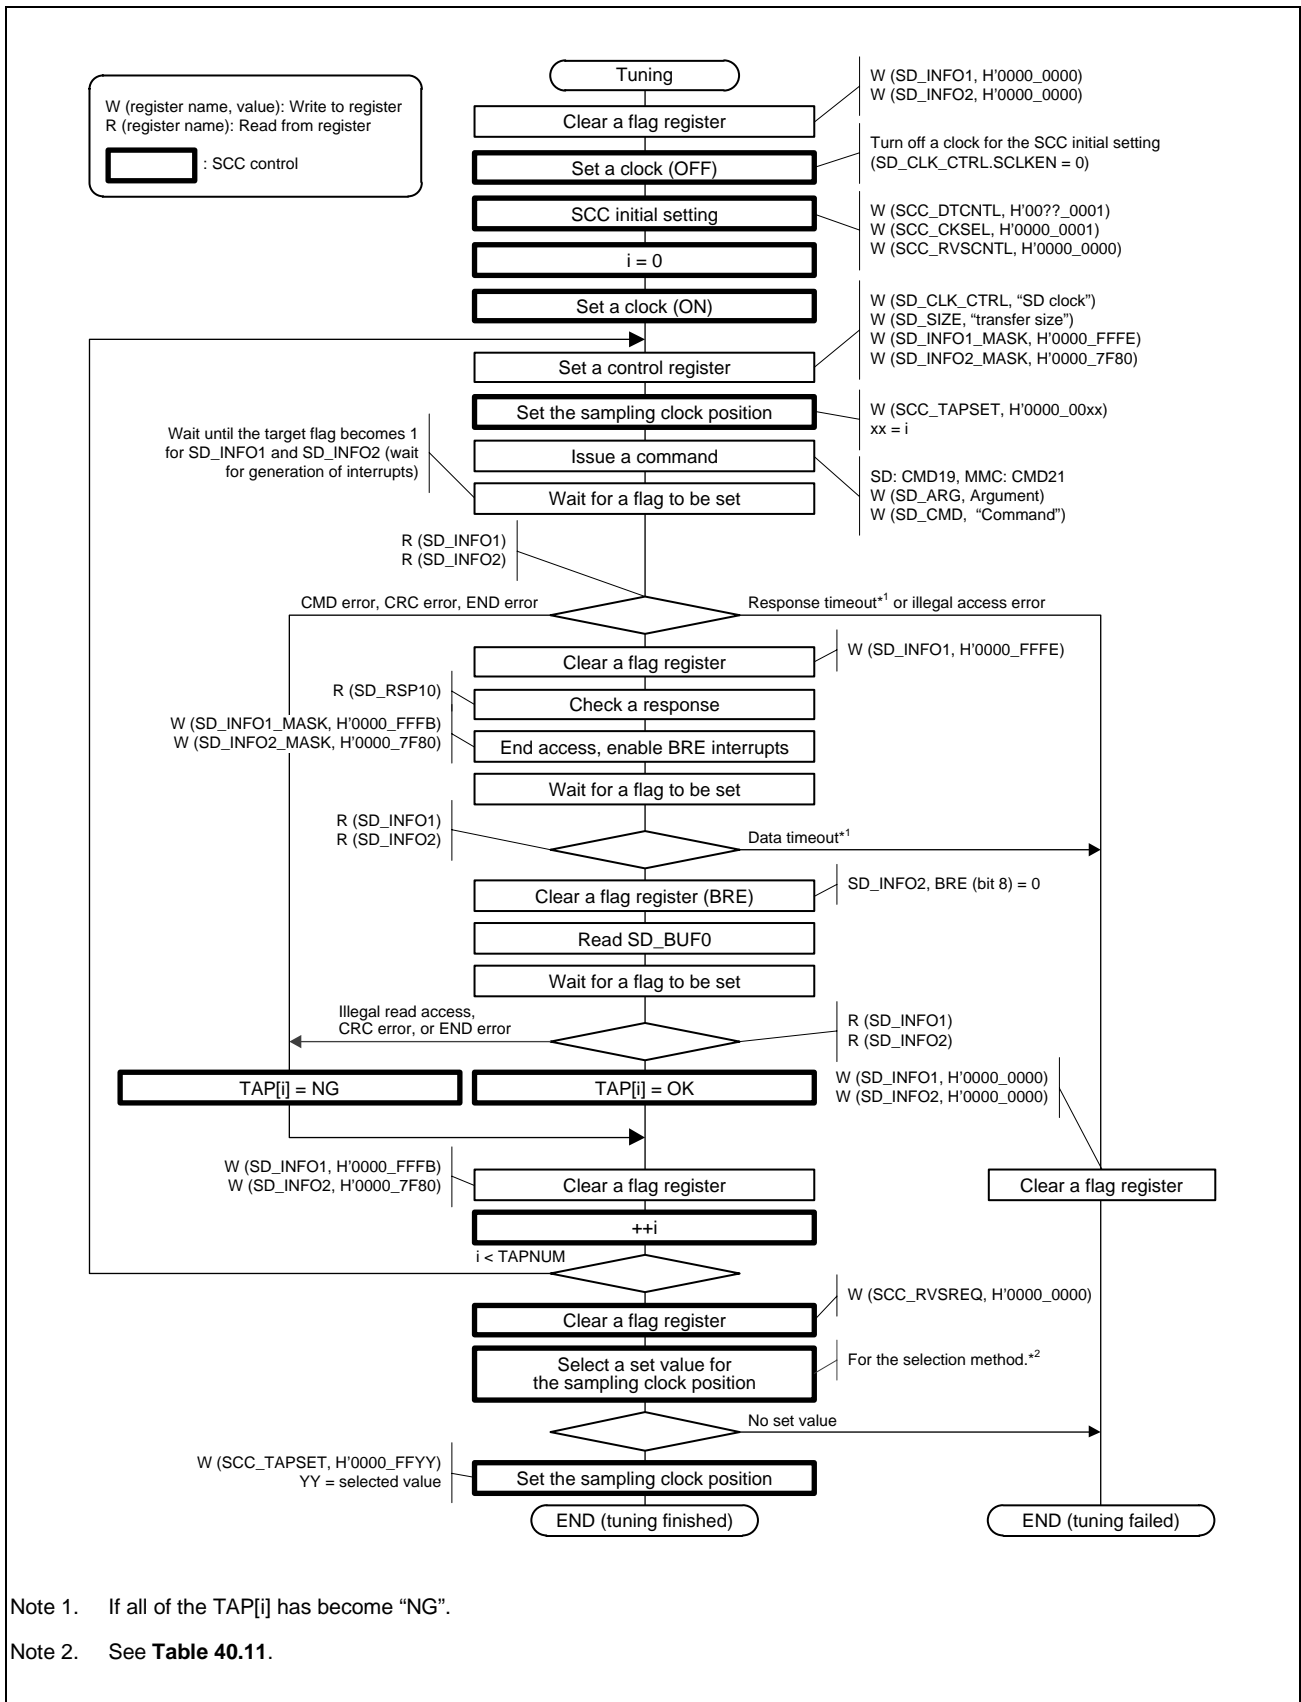 W (register name, value): Write to register
R (register name): Read from register
: SCC control
Tuning
W (SD_INFO1, H'0000_0000)
W (SD_INFO2, H'0000_0000)
Clear a flag register
Turn off a clock for the SCC initial setting
(SD_CLK_CTRL.SCLKEN = 0)
Set a clock (OFF)
SCC initial setting
W (SCC_DTCNTL, H'00??_0001)
W (SCC_CKSEL, H'0000_0001)
W (SCC_RVSCNTL, H'0000_0000)
i = 0
Set a clock (ON)
W (SD_CLK_CTRL, “SD clock”)
W (SD_SIZE, “transfer size”)
W (SD_INFO1_MASK, H'0000_FFFE)
W (SD_INFO2_MASK, H'0000_7F80)
Set a control register
Set the sampling clock position
W (SCC_TAPSET, H'0000_00xx)
xx = i
Wait until the target flag becomes 1
for SD_INFO1 and SD_INFO2 (wait
for generation of interrupts)
Issue a command
SD: CMD19, MMC: CMD21
W (SD_ARG, Argument)
W (SD_CMD, “Command”)
Wait for a flag to be set
R (SD_INFO1)
R (SD_INFO2)
CMD error, CRC error, END error
Response timeout*1 or illegal access error
Clear a flag register
W (SD_INFO1, H'0000_FFFE)
R (SD_RSP10)
Check a response
W (SD_INFO1_MASK, H'0000_FFFB)
W (SD_INFO2_MASK, H'0000_7F80)
End access, enable BRE interrupts
Wait for a flag to be set
R (SD_INFO1)
R (SD_INFO2)
Data timeout*1
Clear a flag register (BRE)
SD_INFO2, BRE (bit 8) = 0
Read SD_BUF0
Wait for a flag to be set
Illegal read access,
CRC error, or END error
R (SD_INFO1)
R (SD_INFO2)
TAP[i] = NG
TAP[i] = OK
W (SD_INFO1, H'0000_0000)
W (SD_INFO2, H'0000_0000)
W (SD_INFO1, H'0000_FFFB)
W (SD_INFO2, H'0000_7F80)
Clear a flag register
Clear a flag register
++i
i < TAPNUM
W (SCC_RVSREQ, H'0000_0000)
Clear a flag register
Select a set value for
the sampling clock position
For the selection method.*2
No set value
W (SCC_TAPSET, H'0000_FFYY)
YY = selected value
Set the sampling clock position
END (tuning finished)
END (tuning failed)
Note 1. If all of the TAP[i] has become “NG”.
Note 2. See Table 40.11.